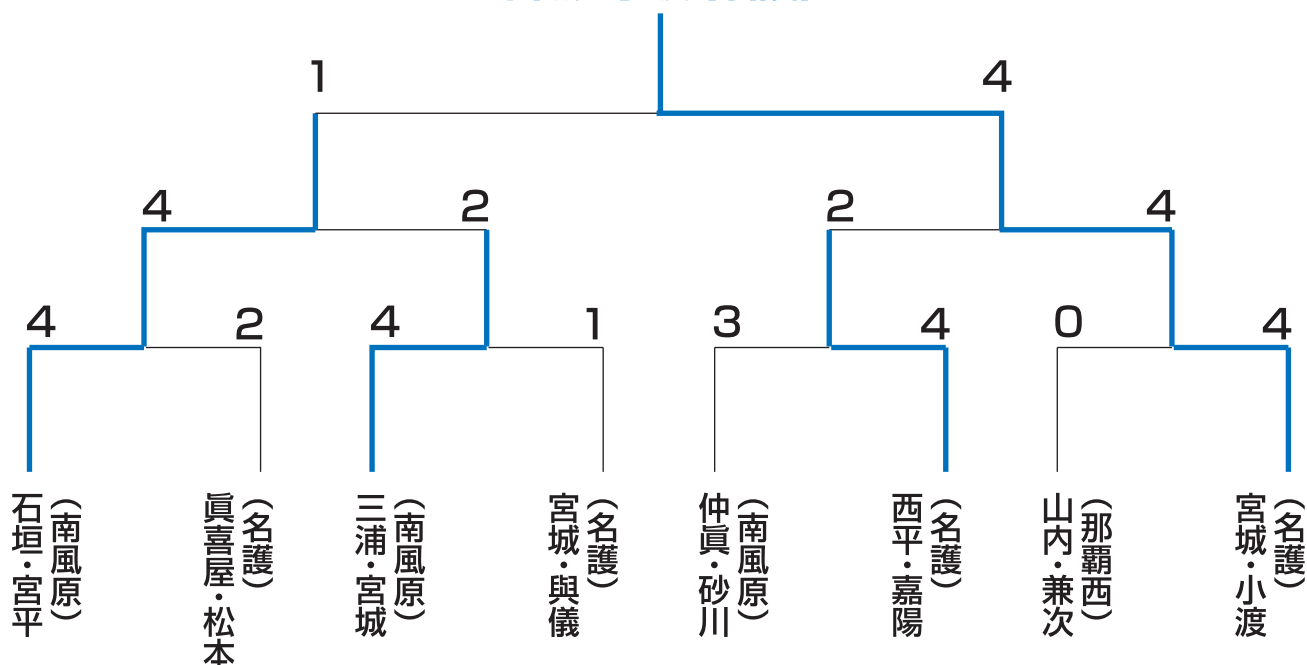 1
4
4
2
2
4
4
2
4
1
3
4
0
4
石垣・宮平
(南風原)
眞喜屋・松本
(名護)
三浦・宮城
(南風原)
宮城・與儀
(名護)
仲眞・砂川
(南風原)
西平・嘉陽
(名護)
山内・兼次
(那覇西)
宮城・小渡
(名護)